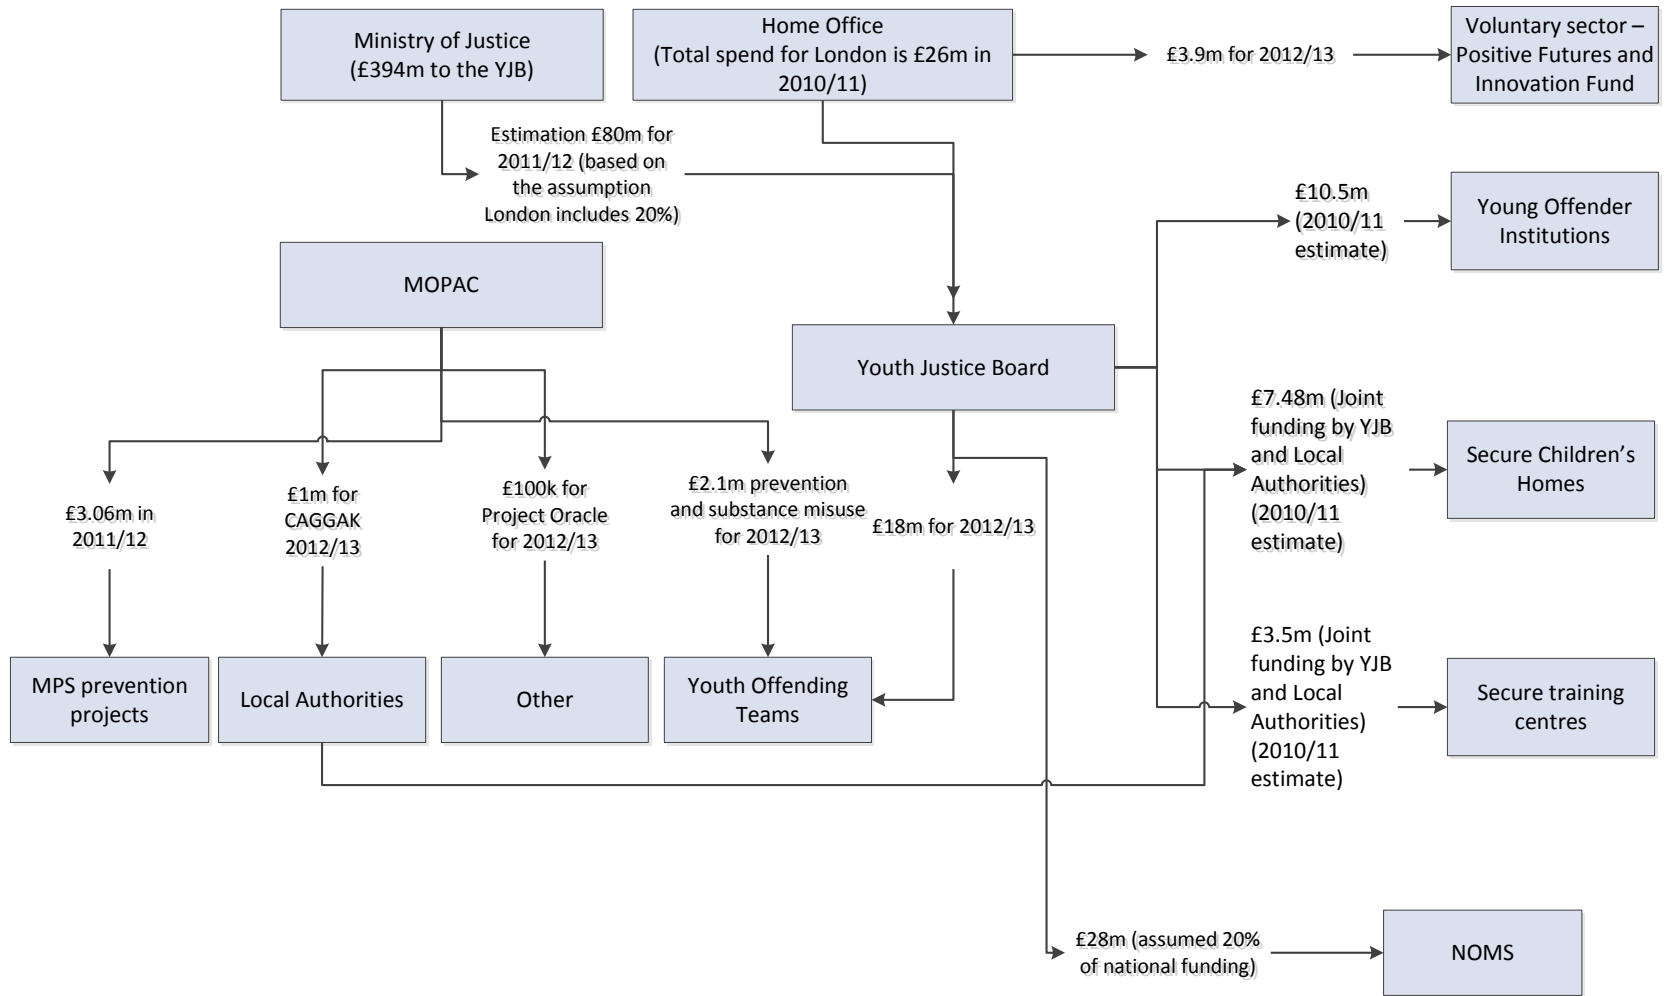 Ministry of Justice
(£394m to the YJB)
Home Office
(Total spend for London is £26m in
2010/11)
£3.9m for 2012/13
Voluntary sector –
Positive Futures and
Innovation Fund
Estimation £80m for
2011/12 (based on
the assumption
London includes 20%)
£10.5m
(2010/11
estimate)
Young Offender
Institutions
MOPAC
Youth Justice Board
£7.48m (Joint
funding by YJB
and Local
Authorities)
(2010/11
estimate)
Secure Children’s
Homes
£3.06m in
2011/12
£1m for
CAGGAK
2012/13
£100k for
Project Oracle
for 2012/13
£2.1m prevention
and substance misuse
for 2012/13
£18m for 2012/13
£3.5m (Joint
funding by YJB
and Local
Authorities)
(2010/11
estimate)
Secure training
centres
MPS prevention
projects
Local Authorities
Other
Youth Offending
Teams
£28m (assumed 20%
of national funding)
NOMS